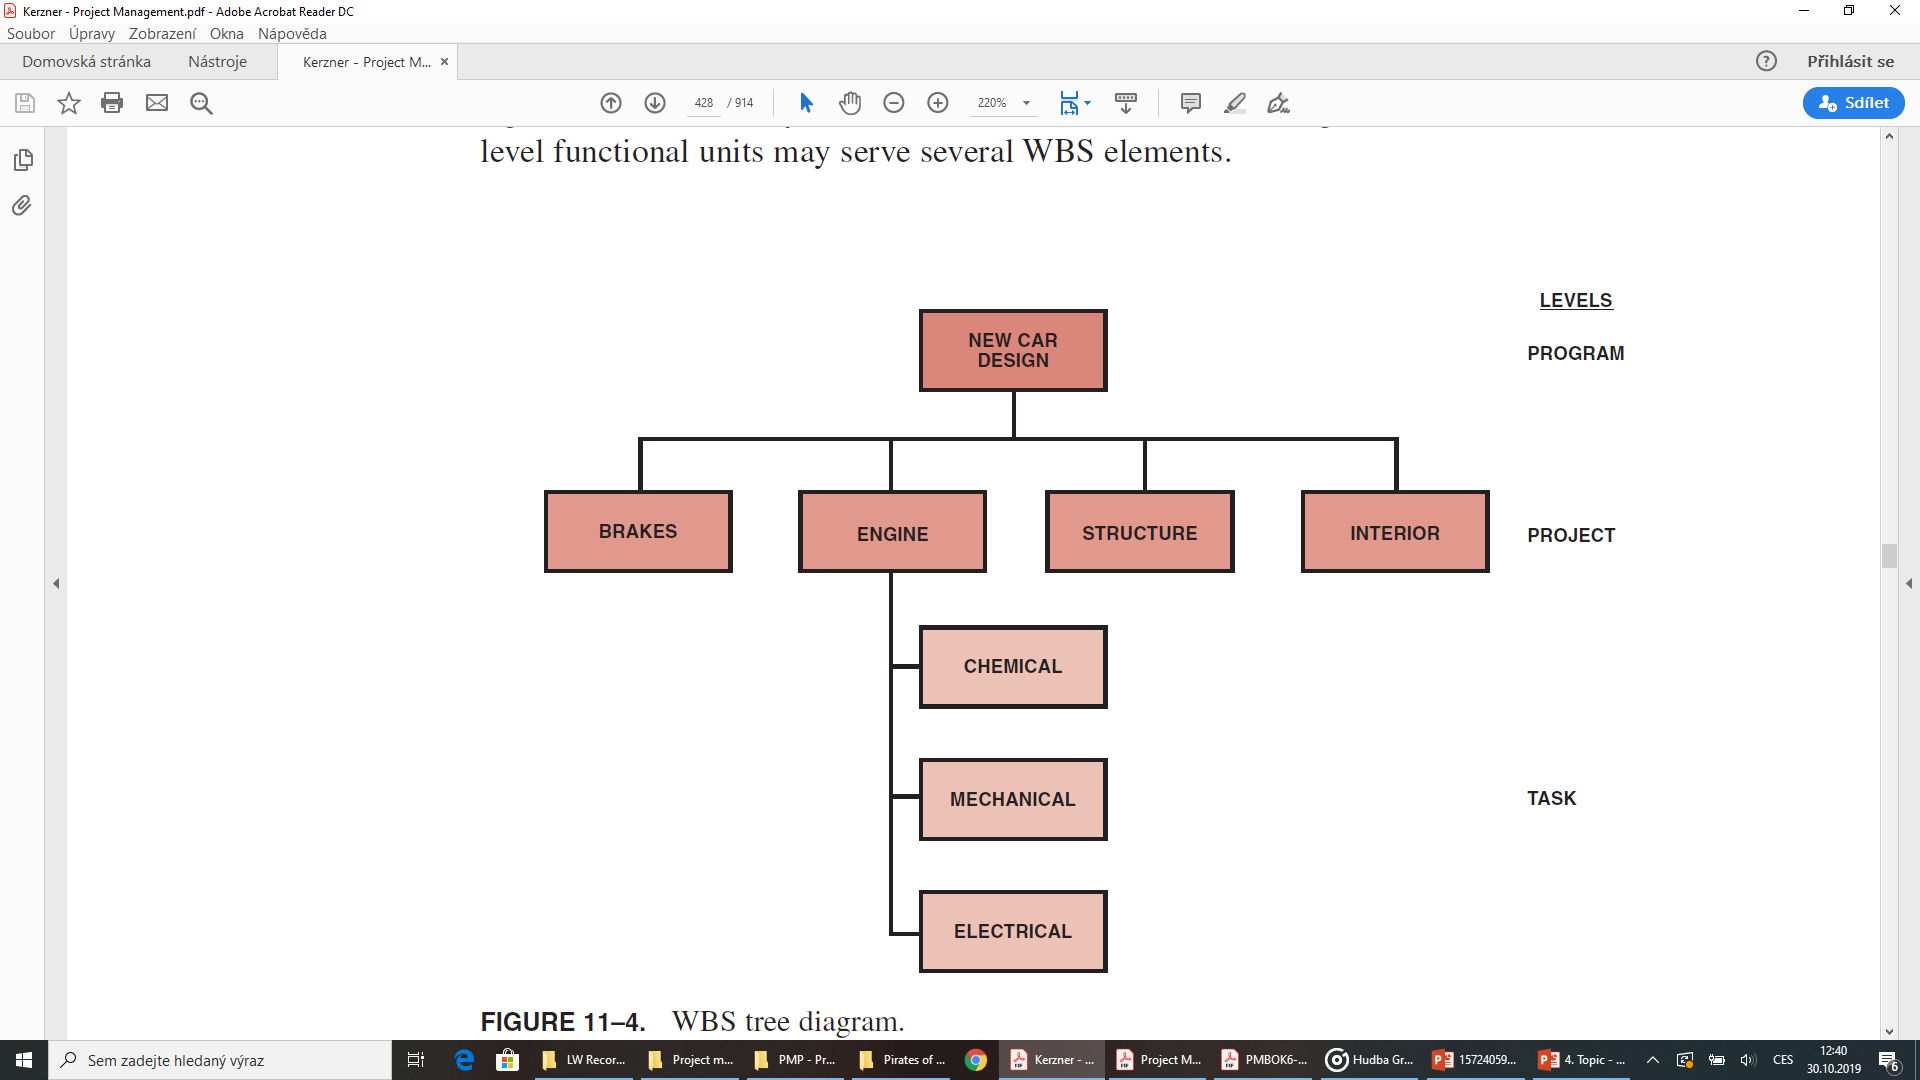 Kerzner - Project Management.pdf - Adobe Acrobat Reader DC
Soubor Úpravy Zobrazení Okna Nápověda
Domovská stránka Nástroje Kerzner - Project M... × Přihlásit se
428 / 914 220% Sdílet
level functional units may serve several WBS elements.
LEVELS
NEW CAR
DESIGN
PROGRAM
BRAKES ENGINE STRUCTURE INTERIOR PROJECT
CHEMICAL
MECHANICAL TASK
ELECTRICAL
FIGURE 11–4. WBS tree diagram.
Sem zadejte hledaný výraz LW Recor... Project m... PMP - Pr... Pirates of ... Kerzner - ... Project M... PMBOK6-... Hudba Gr... 15724059... 4. Topic - ... CES 12:40
30.10.2019 6